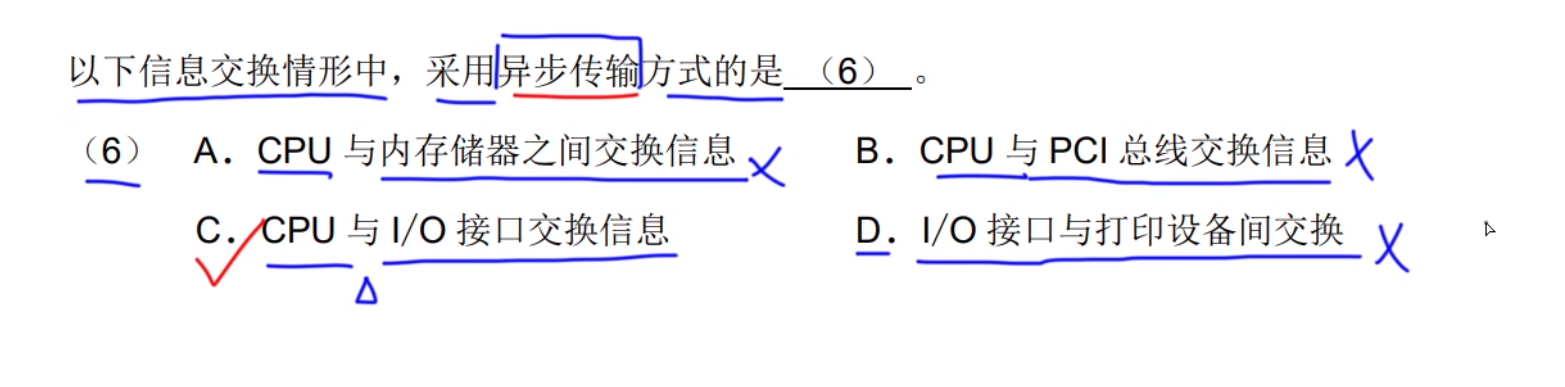 以下信息交换情形中，采用异步传输方式的是 （6） 。
（6） A．CPU 与内存储器之间交换信息 B．CPU 与 PCI 总线交换信息
C．CPU 与 I/O 接口交换信息 D．I/O 接口与打印设备间交换